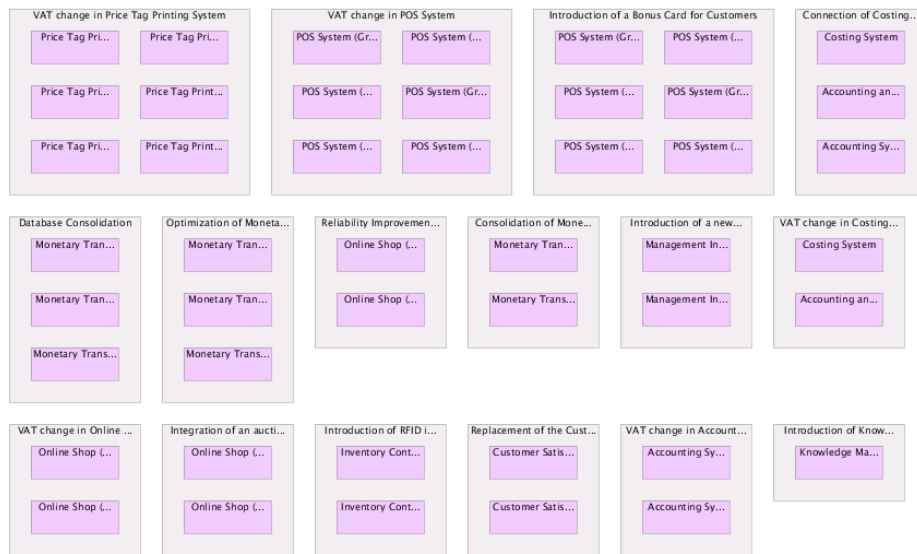 VAT change in Price Tag Printing System
Price Tag Pri...
Price Tag Pri...
Price Tag Pri...
Price Tag Print...
Price Tag Pri...
Price Tag Print...
VAT change in POS System
POS System (Gr...
POS System (...
POS System (...
POS System (Gr...
POS System (...
POS System (...
Introduction of a Bonus Card for Customers
POS System (Gr...
POS System (...
POS System (...
POS System (Gr...
POS System (...
POS System (...
Connection of Costing...
Costing System
Accounting an...
Accounting Sy...
Database Consolidation
Monetary Tran...
Monetary Tran...
Monetary Trans...
Optimization of Moneta...
Monetary Tran...
Monetary Tran...
Monetary Trans...
Reliability Improvemen...
Online Shop (...
Online Shop (...
Consolidation of Mone...
Monetary Tran...
Monetary Trans...
Introduction of a new...
Management In...
Management In...
VAT change in Costing...
Costing System
Accounting an...
VAT change in Online ...
Online Shop (...
Online Shop (...
Integration of an aucti...
Online Shop (...
Online Shop (...
Introduction of RFID i...
Inventory Cont...
Inventory Cont...
Replacement of the Cust...
Customer Satis...
Customer Satis...
VAT change in Account...
Accounting Sy...
Accounting Sy...
Introduction of Know...
Knowledge Ma...